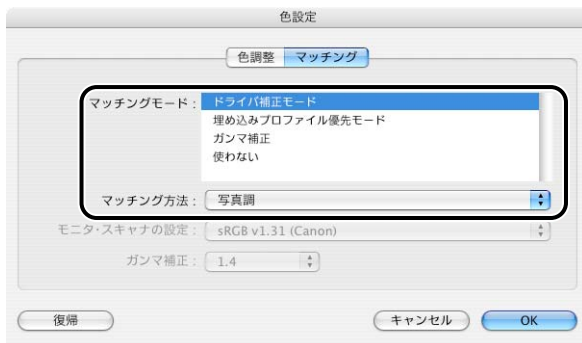 色設定
色調整 マッチング
マッチングモード： ドライバ補正モード
埋め込みプロファイル優先モード
ガンマ補正
使わない
マッチング方法： 写真調
モニタ・スキャナの設定： sRGB v1.31 (Canon)
ガンマ補正： 1.4
復帰 キャンセル OK